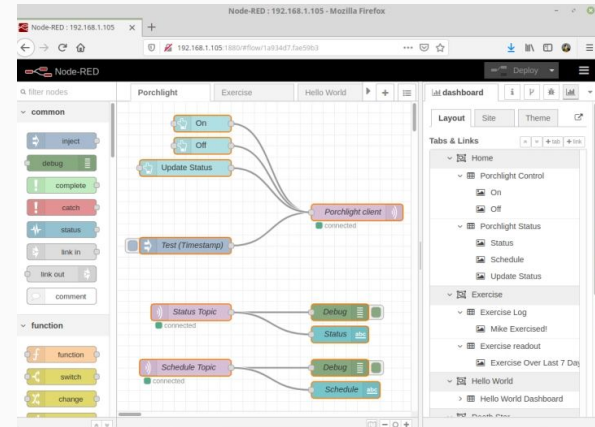 Node-RED : 192.168.1.105 - Mozilla Firefox
Node-RED : 192.168.1.105
192.168.1.105:1880/#flow/1a934d7.fae59b3
Node-RED
Deploy
filter nodes
common
inject
debug
complete
catch
status
link in
link out
comment
function
function
switch
change
Porchlight
Exercise
Hello World
On
Off
Update Status
Porchlight client
connected
Test (Timestamp)
Status Topic
connected
Debug
Status
abc
Schedule Topic
connected
Debug
Schedule
abc
dashboard
Layout
Site
Theme
Tabs & Links
+ tab
+ link
Home
Porchlight Control
On
Off
Porchlight Status
Status
Schedule
Update Status
Exercise
Exercise Log
Mike Exercised!
Exercise readout
Exercise Over Last 7 Day
Hello World
Hello World Dashboard
Death Star